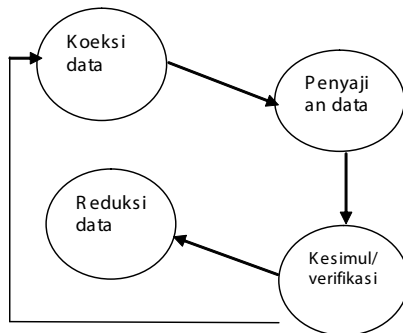 Koeksi
data
Penyaji
an data
Reduksi
data
Kesimul/
verifikasi